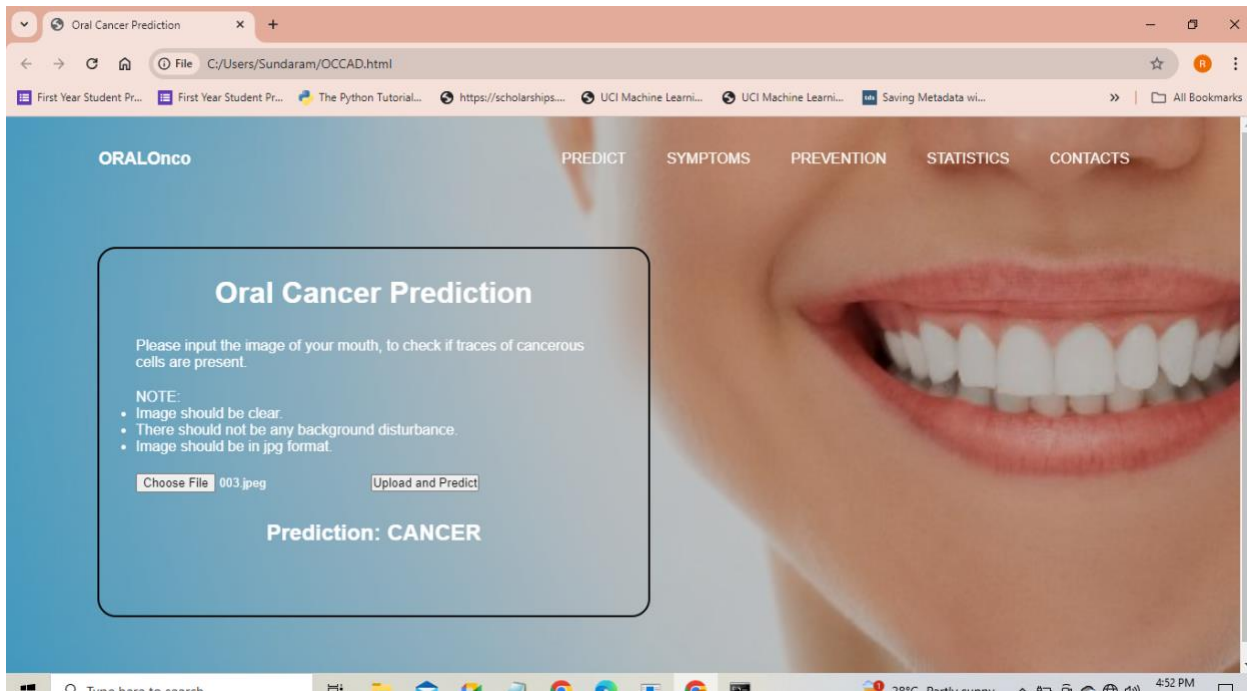 Oral Cancer Prediction
File C:/Users/Sundaram/OCCAD.html
R
First Year Student Pr... First Year Student Pr... The Python Tutorial... https://scholarships.... UCI Machine Learni... UCI Machine Learni... Saving Metadata wi... » All Bookmarks
ORALOnco PREDICT SYMPTOMS PREVENTION STATISTICS CONTACTS
Oral Cancer Prediction
Please input the image of your mouth, to check if traces of cancerous
cells are present.
NOTE:
• Image should be clear.
• There should not be any background disturbance.
• Image should be in jpg format.
Choose File 003.jpeg Upload and Predict
Prediction: CANCER
Type here to search 28°C Partly sunny 4:52 PM